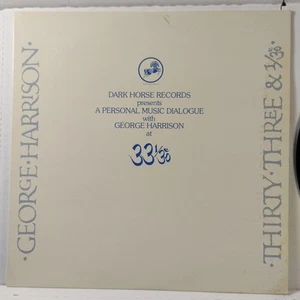 DARK HORSE RECORDS
presents
A PERSONAL MUSIC DIALOGUE
with
GEORGE HARRISON
at
33⅓
·GEORGE·HARRISON·
·THIRTY·THREE & 1/3·